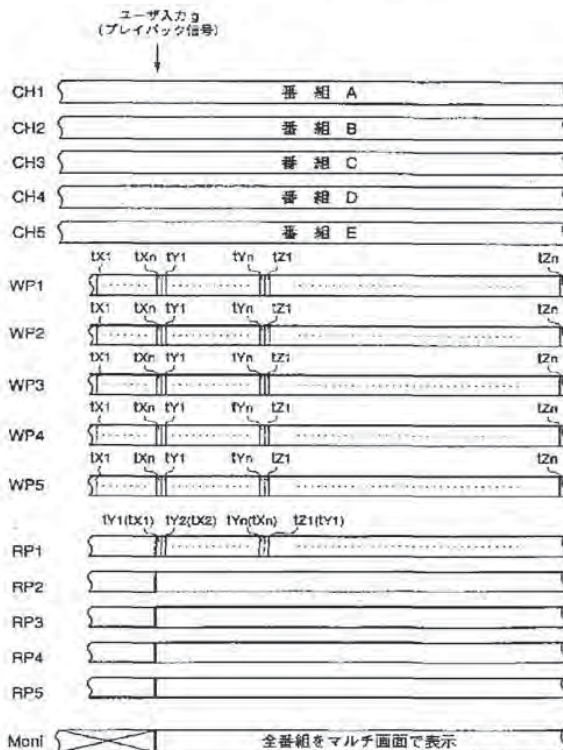 ユーザ入力 g
(プレイバック信号)
CH1 番 組 A
CH2 番 組 B
CH3 番 組 C
CH4 番 組 D
CH5 番 組 E
tX1 tXn tY1 tYn tZ1 tZn
WP1
tX1 tXn tY1 tYn tZ1 tZn
WP2
tX1 tXn tY1 tYn tZ1 tZn
WP3
tX1 tXn tY1 tYn tZ1 tZn
WP4
tX1 tXn tY1 tYn tZ1 tZn
WP5
tY1(tX1) tY2(tX2) tYn(tXn) tZ1(tY1)
RP1
RP2
RP3
RP4
RP5
Moni 全番組をマルチ画面で表示